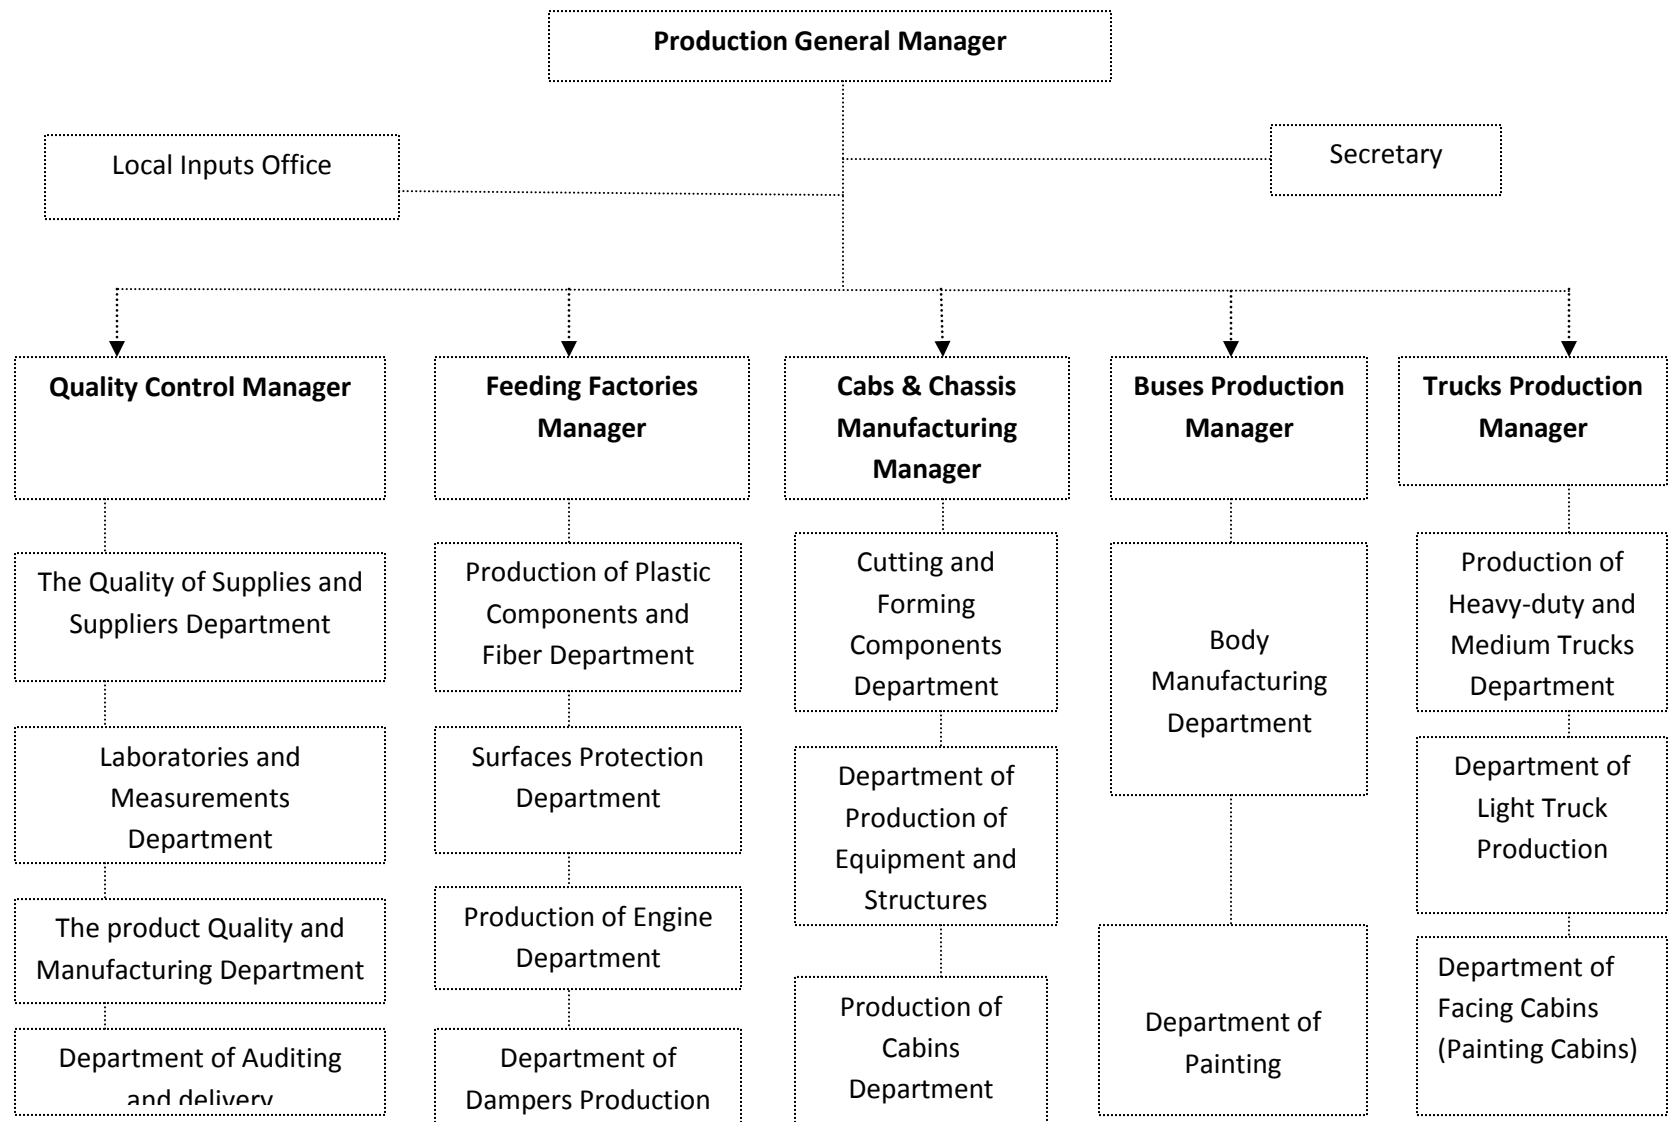 Production General Manager
Local Inputs Office
Secretary
Quality Control Manager
Feeding Factories
Manager
Cabs & Chassis
Manufacturing
Manager
Buses Production
Manager
Trucks Production
Manager
The Quality of Supplies and
Suppliers Department
Laboratories and
Measurements
Department
The product Quality and
Manufacturing Department
Department of Auditing
and delivery
Production of Plastic
Components and
Fiber Department
Surfaces Protection
Department
Production of Engine
Department
Department of
Dampers Production
Cutting and
Forming
Components
Department
Department of
Production of
Equipment and
Structures
Production of
Cabins
Department
Body
Manufacturing
Department
Department of
Painting
Production of
Heavy-duty and
Medium Trucks
Department
Department of
Light Truck
Production
Department of
Facing Cabins
(Painting Cabins)